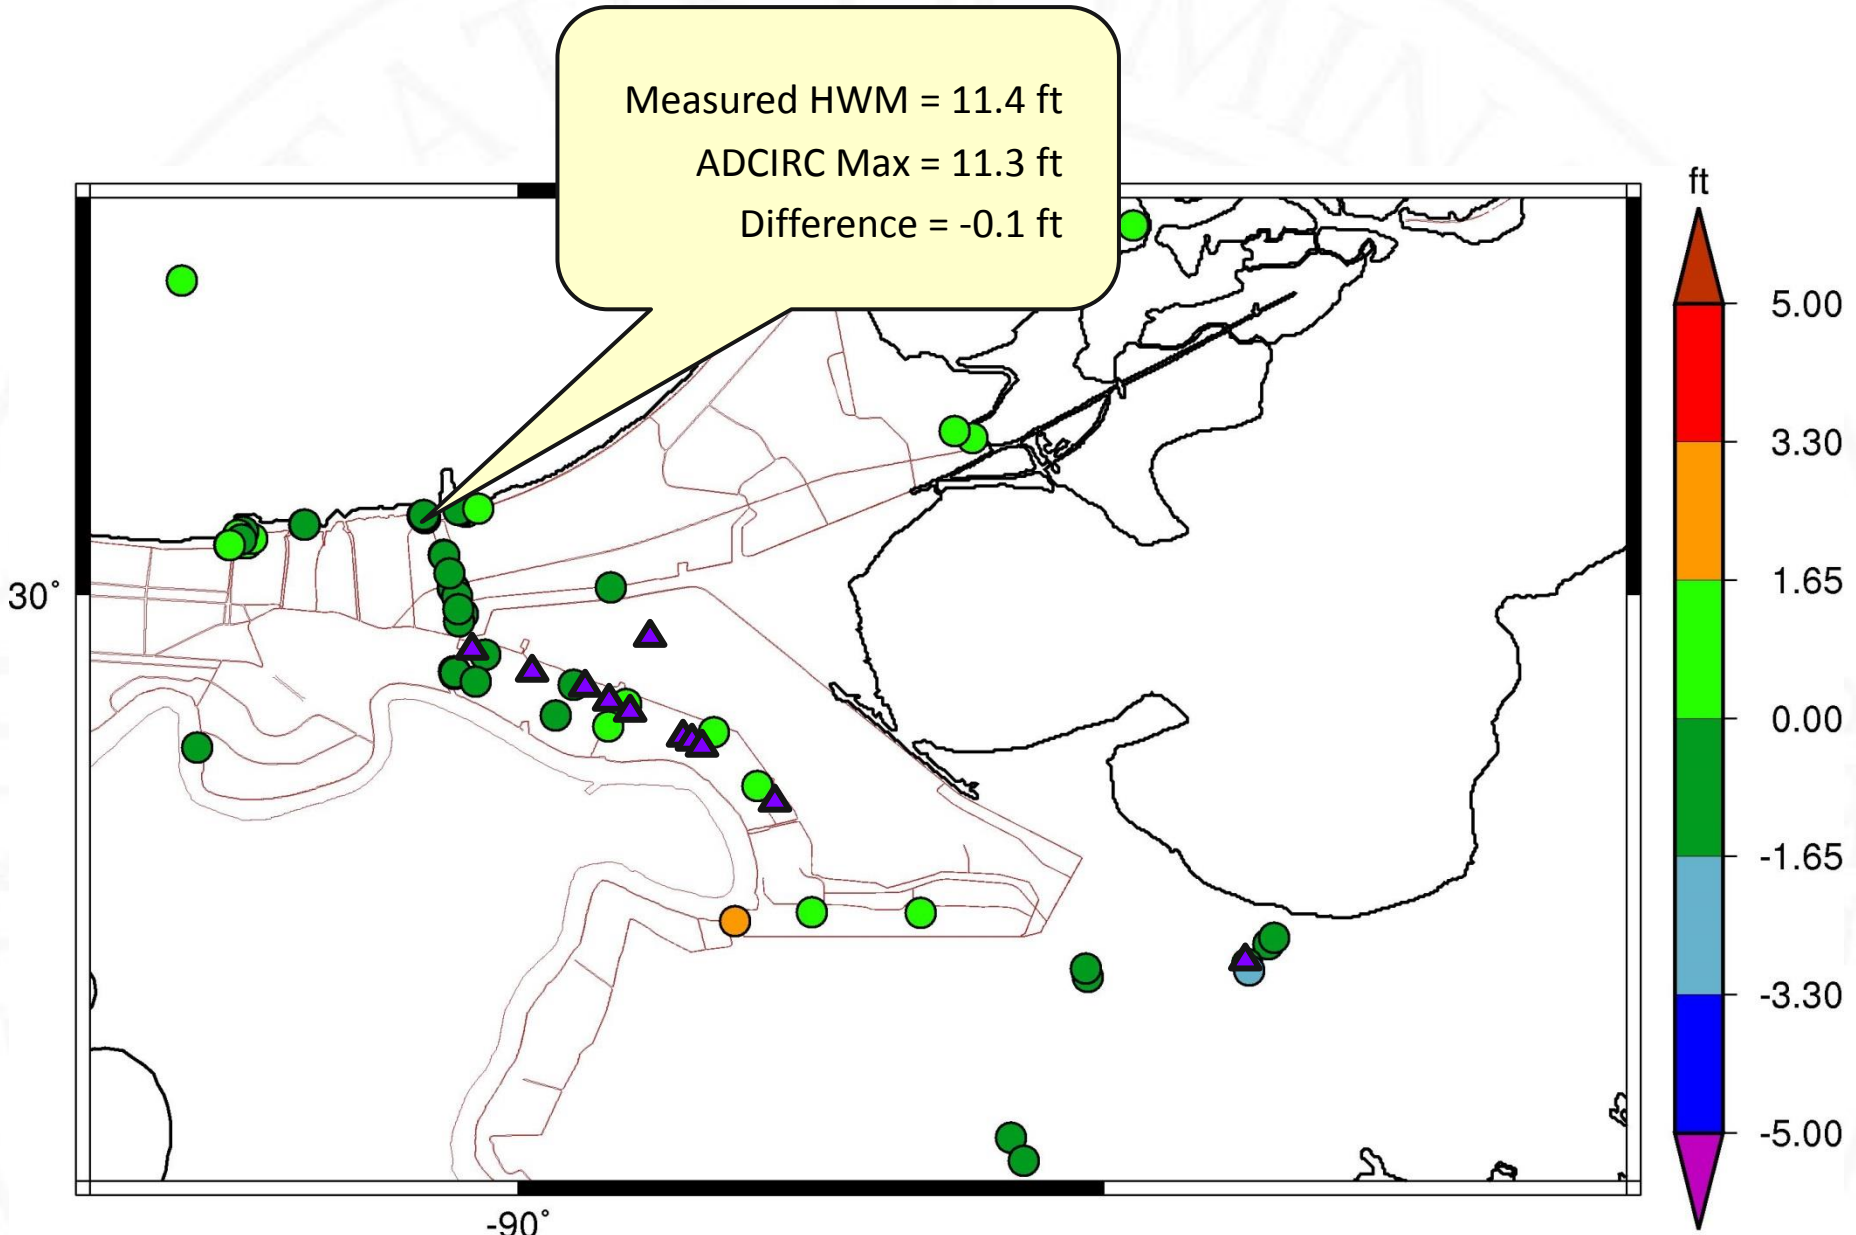 Measured HWM = 11.4 ft
ADCIRC Max = 11.3 ft
Difference = -0.1 ft
ft
5.00
3.30
1.65
0.00
-1.65
-3.30
-5.00
30°
-90°